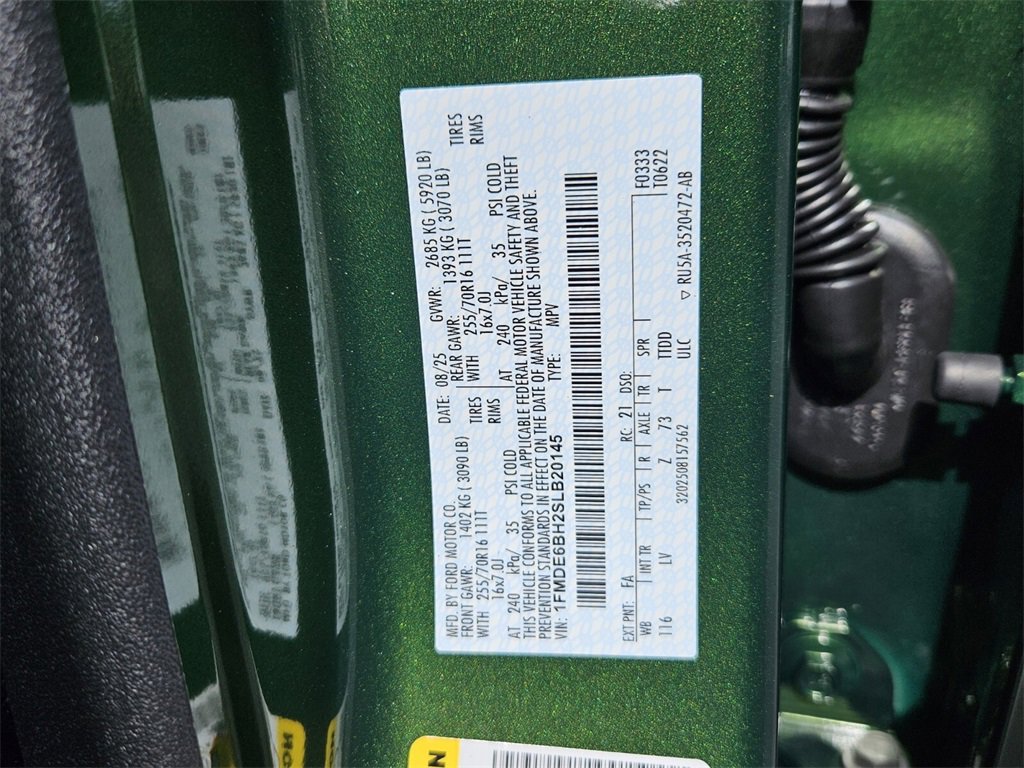 MFD. BY FORD MOTOR CO.
DATE: 08/25
GVWR: 2685 KG ( 5920 LB)
FRONT GAWR: 1402 KG ( 3090 LB)
REAR GAWR: 1393 KG ( 3070 LB)
WITH 255/70R16 111T TIRES
WITH 255/70R16 111T TIRES
16x7.0J RIMS
16x7.0J RIMS
AT 240 kPa/ 35 PSI COLD
AT 240 kPa/ 35 PSI COLD
THIS VEHICLE CONFORMS TO ALL APPLICABLE FEDERAL MOTOR VEHICLE SAFETY AND THEFT
PREVENTION STANDARDS IN EFFECT ON THE DATE OF MANUFACTURE SHOWN ABOVE.
VIN: 1FMDE6BH2SLB20145
TYPE: MPV
EXT PNT: FA RC: 21 DSO: F0333
WB INT TR TP/PS R AXLE TR SPR T0622
116 LV Z 73 T TTDD
3202508157562 ULC
▽ RU5A-3520472-AB